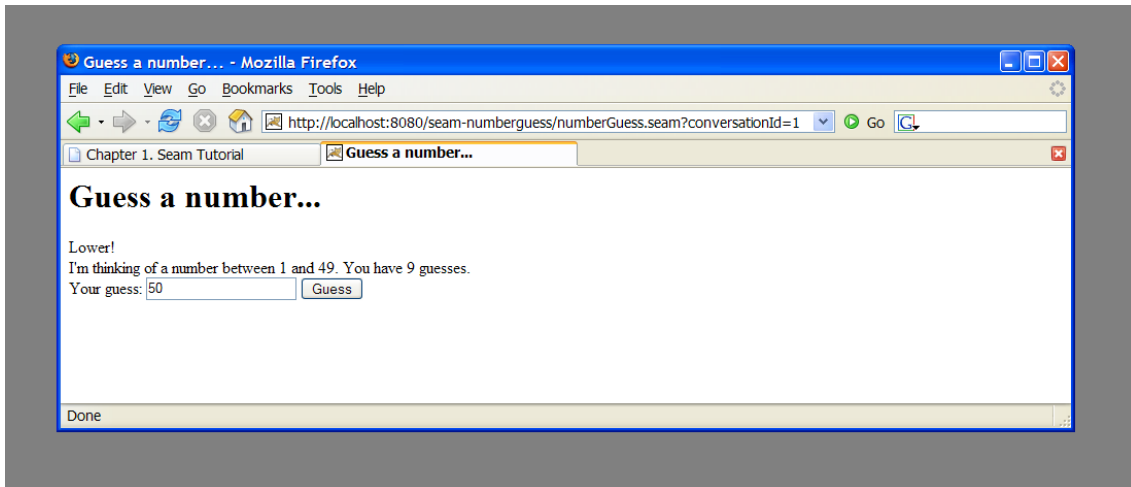 Guess a number... - Mozilla Firefox
File Edit View Go Bookmarks Tools Help
http://localhost:8080/seam-numberguess/numberGuess.seam?conversationId=1 Go G
Chapter 1. Seam Tutorial Guess a number...
Guess a number...
Lower!
I'm thinking of a number between 1 and 49. You have 9 guesses.
Your guess: 50 Guess
Done